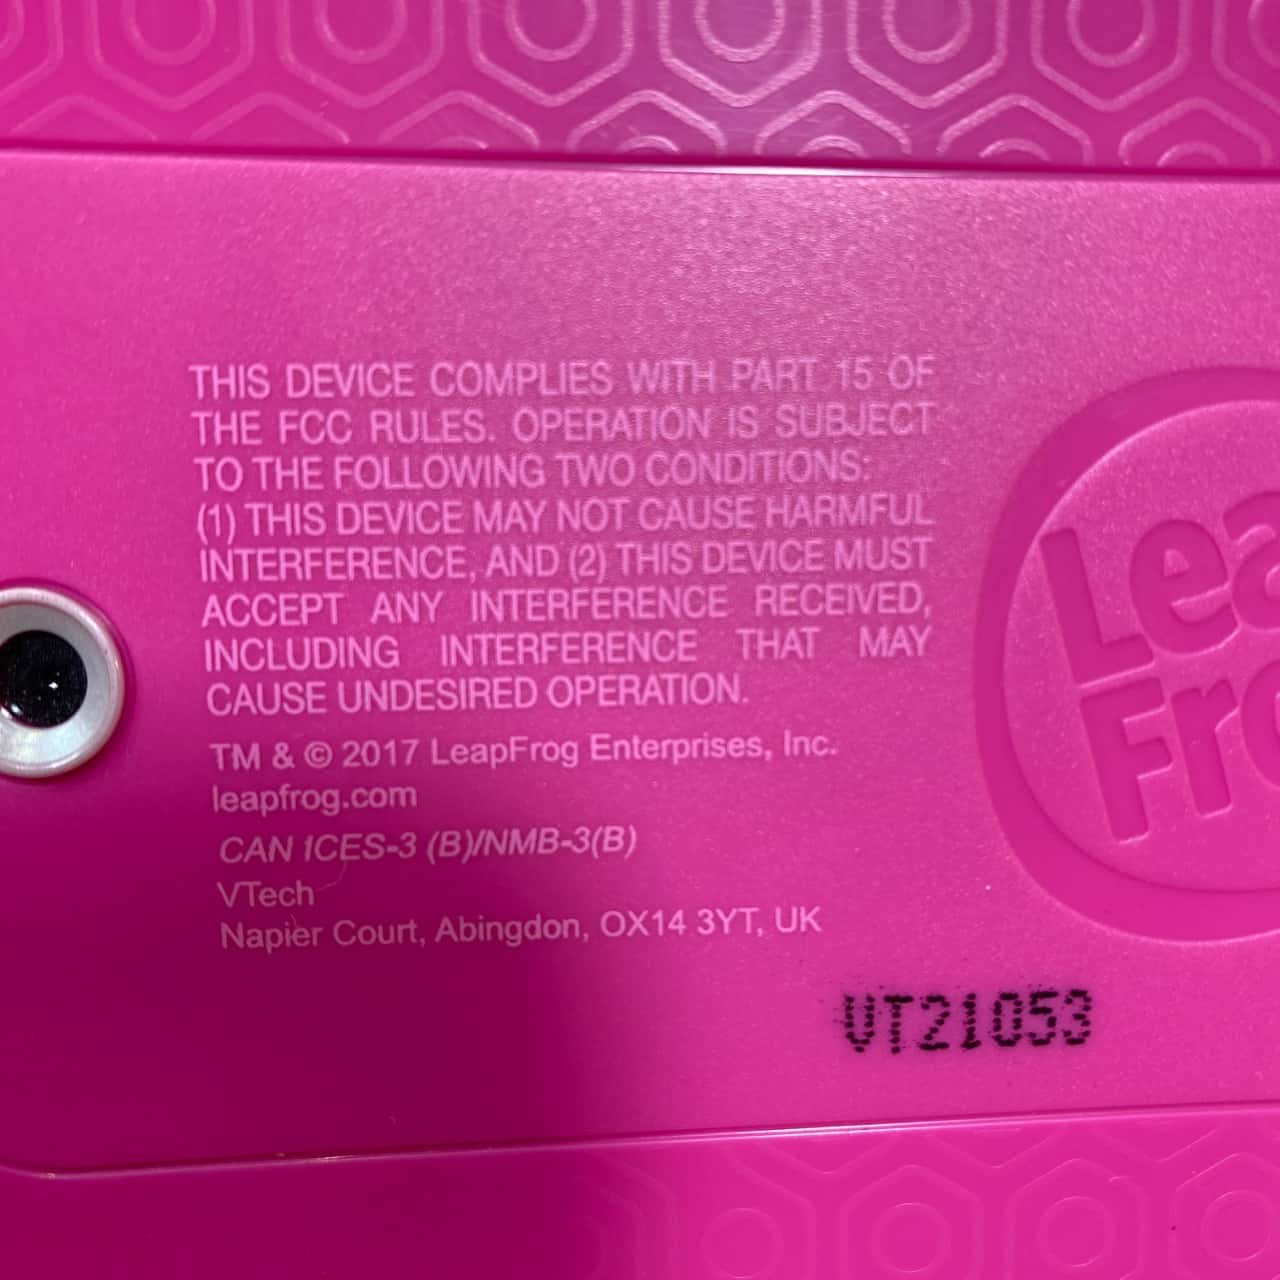 THIS DEVICE COMPLIES WITH PART 15 OF
THE FCC RULES. OPERATION IS SUBJECT
TO THE FOLLOWING TWO CONDITIONS:
(1) THIS DEVICE MAY NOT CAUSE HARMFUL
INTERFERENCE, AND (2) THIS DEVICE MUST
ACCEPT ANY INTERFERENCE RECEIVED,
INCLUDING INTERFERENCE THAT MAY
CAUSE UNDESIRED OPERATION.
TM & © 2017 LeapFrog Enterprises, Inc.
leapfrog.com
CAN ICES-3 (B)/NMB-3(B)
VTech
Napier Court, Abingdon, OX14 3YT, UK
Lea
Fro
VT21053